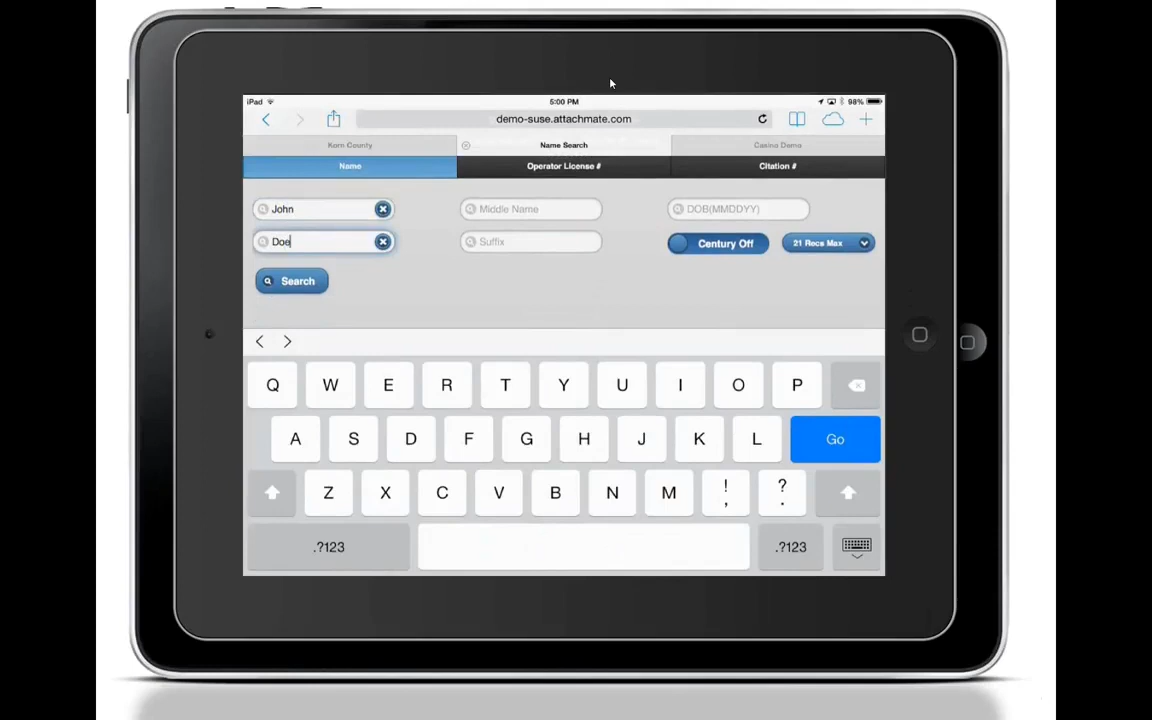 iPad 5:00 PM 98%
demo-suse.attachmate.com
Korn County Name Search Casino Demo
Name Operator License # Citation #
John Middle Name DOB(MMDDYY)
Doe Suffix Century Off 21 Recs Max
Search
Q W E R T Y U I O P
A S D F G H J K L Go
Z X C V B N M ! , ? .
.?123 .?123